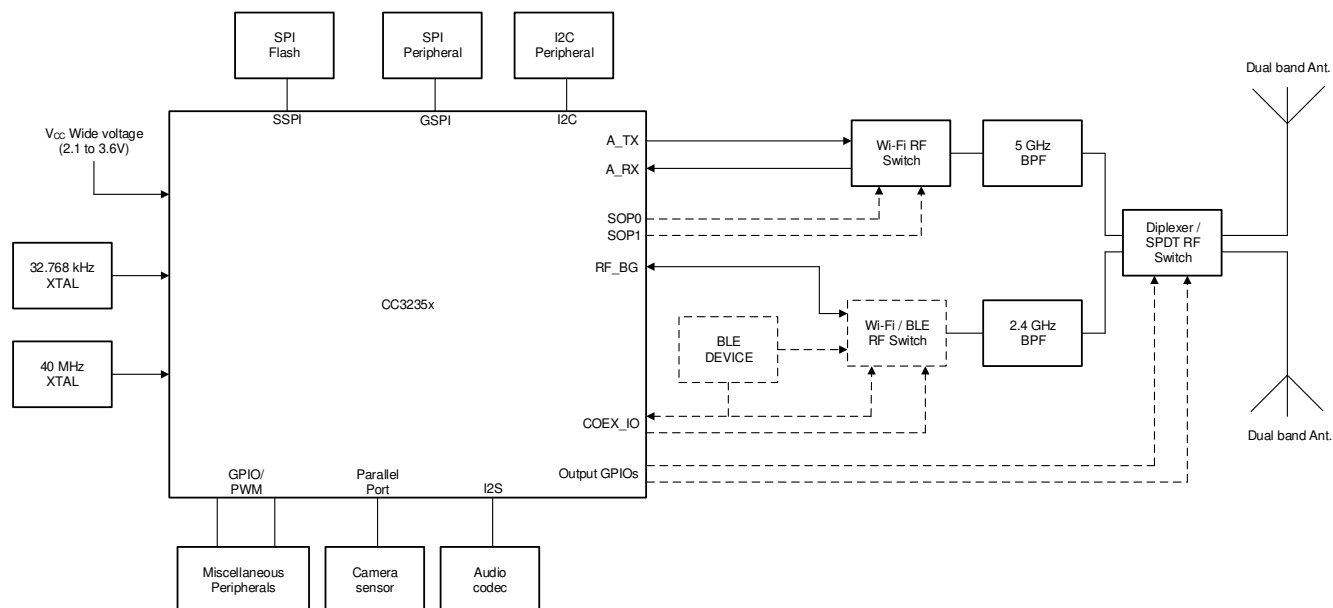 SPI
Flash
SPI
Peripheral
I2C
Peripheral
Dual band Ant.
SSPI
GSPI
I2C
VCC Wide voltage
(2.1 to 3.6V)
A_TX
A_RX
Wi-Fi RF
Switch
5 GHz
BPF
SOP0
SOP1
Diplexer /
SPDT RF
Switch
32.768 kHz
XTAL
RF_BG
CC3235x
BLE
DEVICE
Wi-Fi / BLE
RF Switch
2.4 GHz
BPF
40 MHz
XTAL
COEX_IO
Dual band Ant.
Output GPIOs
GPIO/
PWM
Parallel
Port
I2S
Miscellaneous
Peripherals
Camera
sensor
Audio
codec